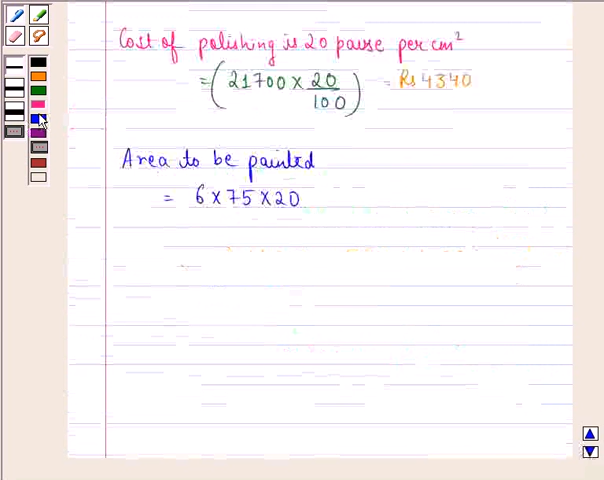 Cost of polishing is 20 paise per cm²
= (21700 × 20/100) = Rs 4340
Area to be painted
= 6 × 75 × 20